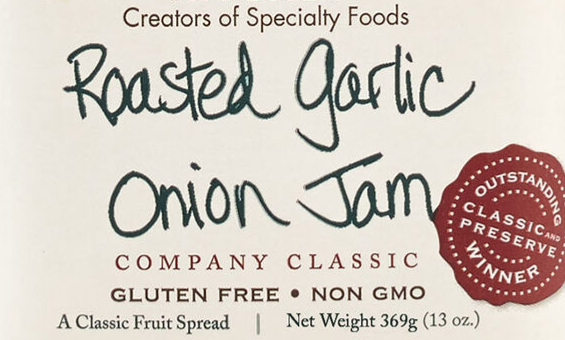 Creators of Specialty Foods
Roasted Garlic
Onion Jam
COMPANY CLASSIC
GLUTEN FREE • NON GMO
A Classic Fruit Spread | Net Weight 369g (13 oz.)
OUTSTANDING
CLASSIC AND
PRESERVE
WINNER